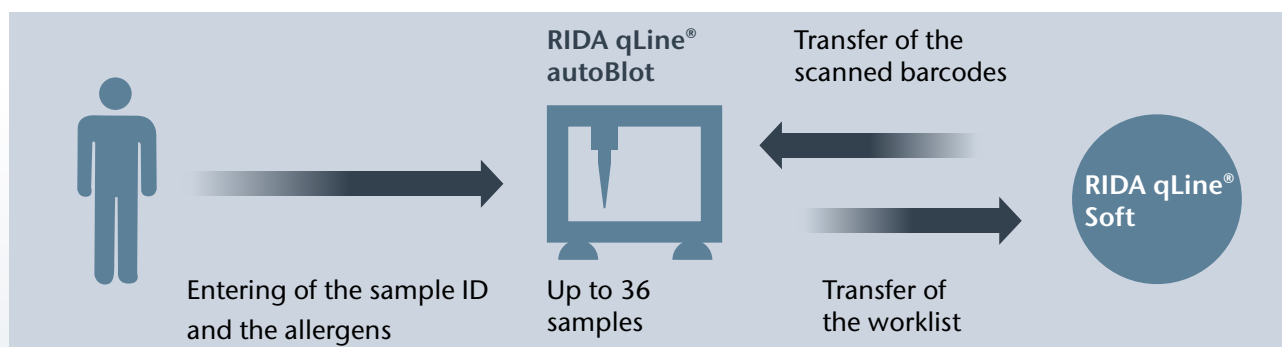 RIDA qLine®
autoBlot
Transfer of the
scanned barcodes
RIDA qLine®
Soft
Entering of the sample ID
and the allergens
Up to 36
samples
Transfer of
the worklist